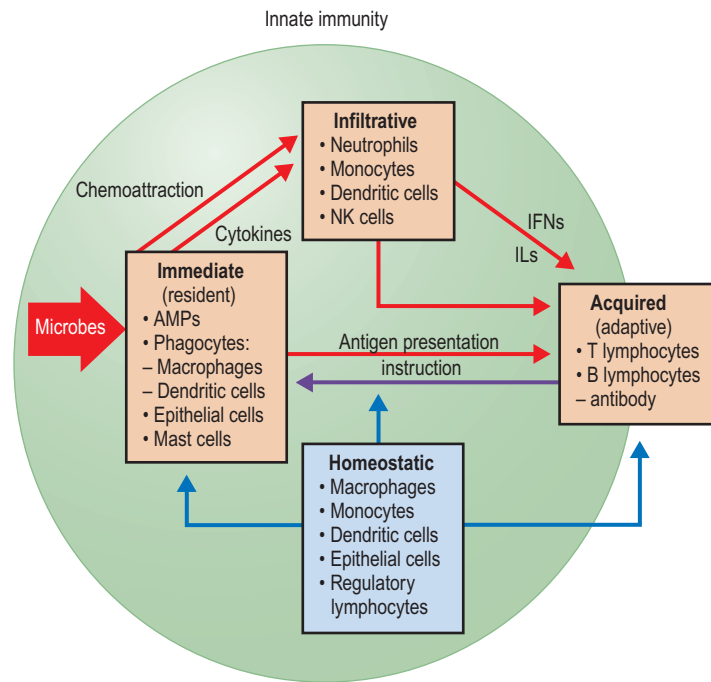 Innate immunity
Infiltrative
• Neutrophils
• Monocytes
• Dendritic cells
• NK cells
Chemoattraction
Cytokines
IFNs
ILs
Immediate
(resident)
• AMPs
• Phagocytes:
– Macrophages
– Dendritic cells
• Epithelial cells
• Mast cells
Microbes
Antigen presentation
instruction
Acquired
(adaptive)
• T lymphocytes
• B lymphocytes
– antibody
Homeostatic
• Macrophages
• Monocytes
• Dendritic cells
• Epithelial cells
• Regulatory
lymphocytes